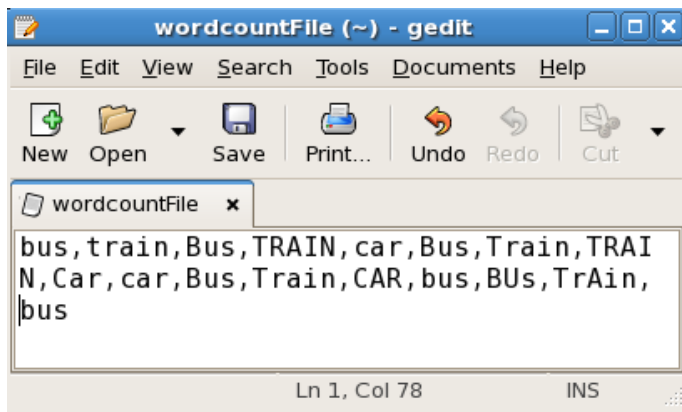 wordcountFile (~) - gedit
File Edit View Search Tools Documents Help
New Open Save Print... Undo Redo Cut
wordcountFile x
bus,train,Bus,TRAIN,car,Bus,Train,TRAI
N,Car,car,Bus,Train,CAR,bus,BUs,TrAin,
bus
Ln 1, Col 78 INS